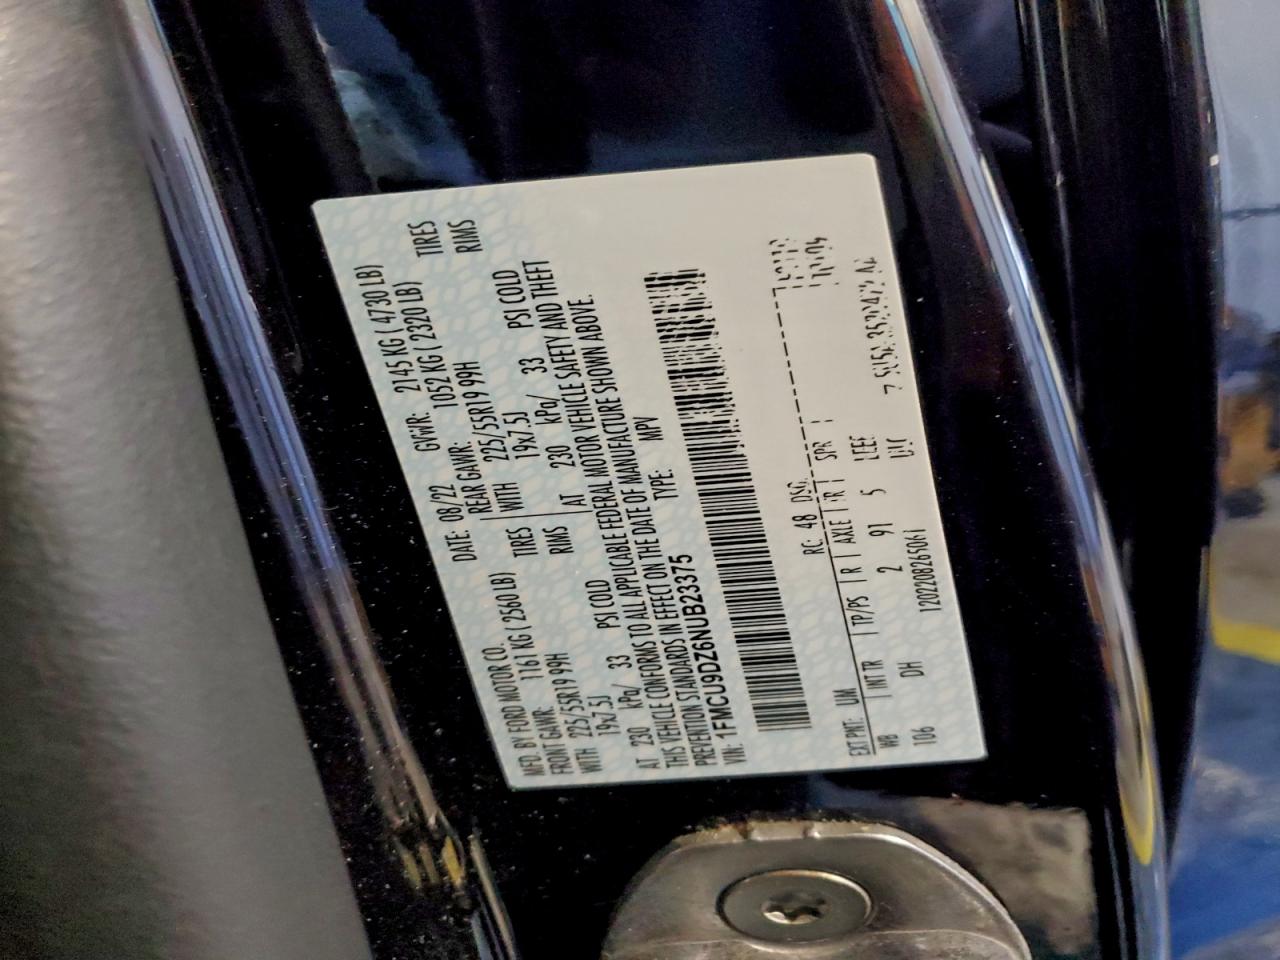 MFD. BY FORD MOTOR CO.
DATE: 08/22 GVWR: 2145 KG ( 4730 LB)
FRONT GAWR: 1161 KG ( 2560 LB) REAR GAWR: 1052 KG ( 2320 LB)
WITH 225/55R19 99H TIRES WITH 225/55R19 99H TIRES
19x7.5J RIMS 19x7.5J RIMS
AT 230 kPa/ 33 PSI COLD AT 230 kPa/ 33 PSI COLD
THIS VEHICLE CONFORMS TO ALL APPLICABLE FEDERAL MOTOR VEHICLE SAFETY AND THEFT
PREVENTION STANDARDS IN EFFECT ON THE DATE OF MANUFACTURE SHOWN ABOVE.
VIN: 1FMCU9DZ6NUB23375 TYPE: MPV
EXT PNT: UM RC: 48 DSO:
WB INT TR TP/PS R AXLE TR SPR
106 DH 2 91 5
120220826506